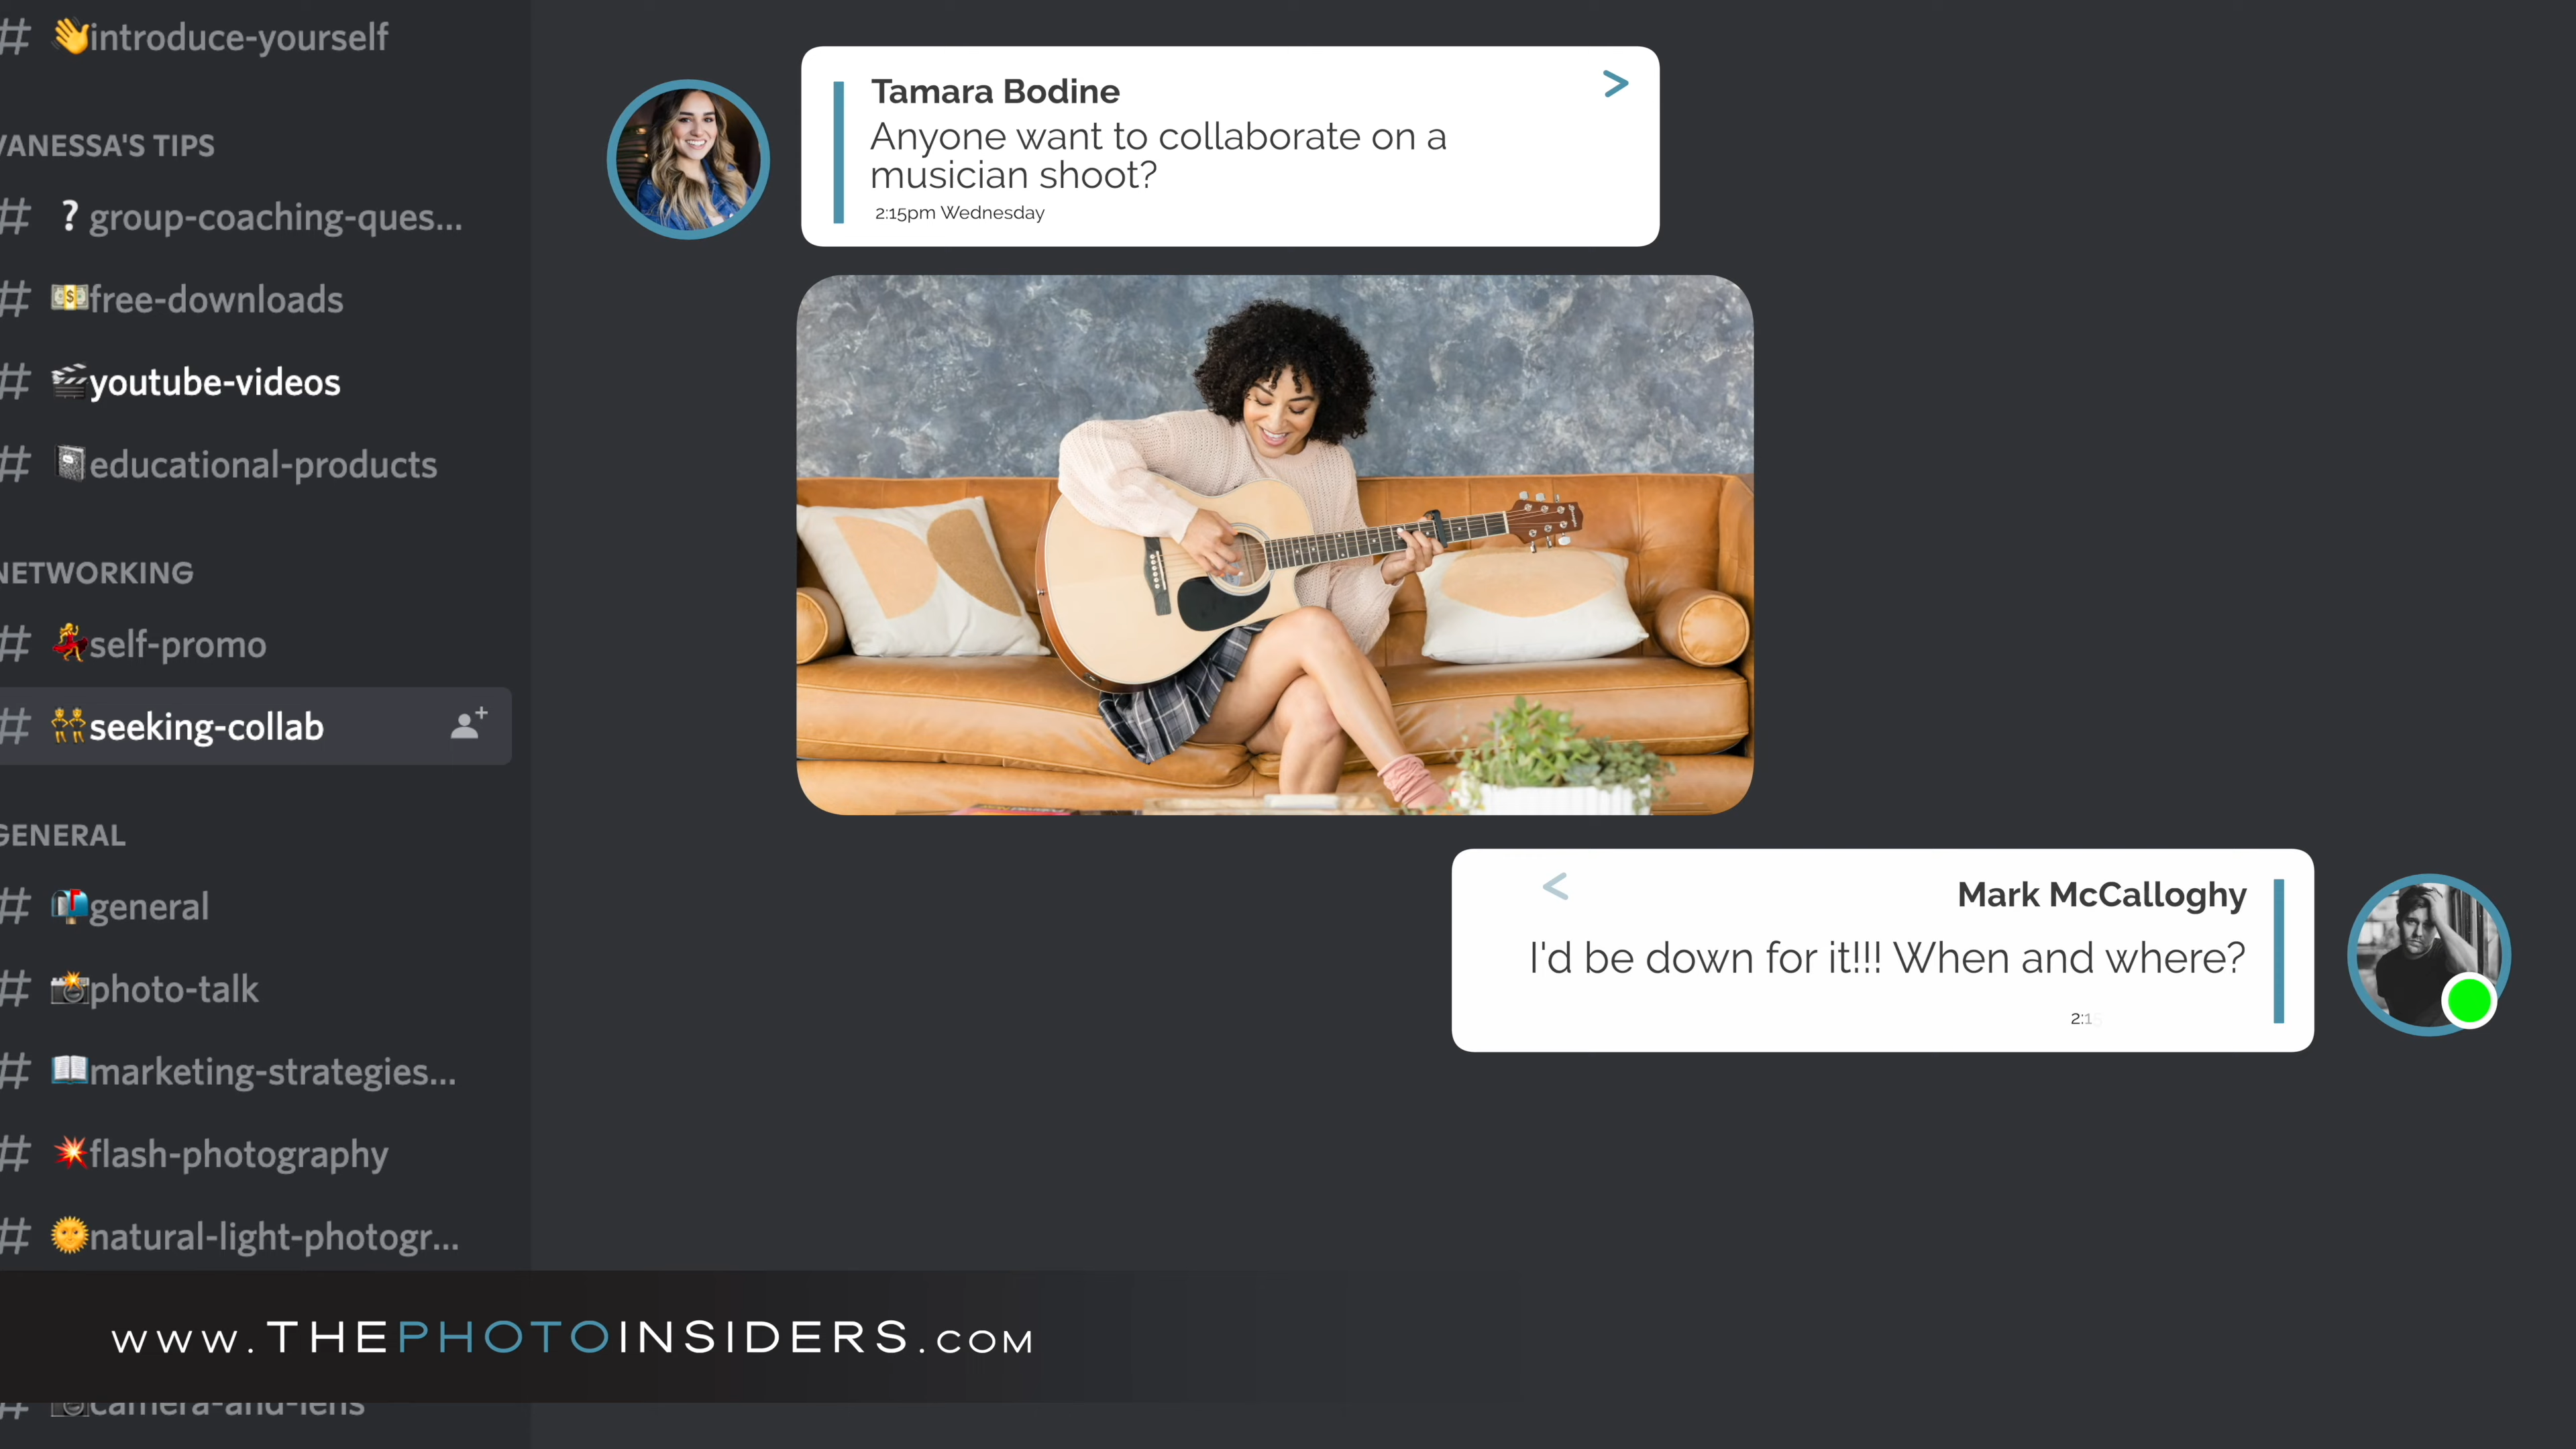 # introduce-yourself
VANESSA'S TIPS
# ? group-coaching-ques...
# free-downloads
# youtube-videos
# educational-products
NETWORKING
# self-promo
# seeking-collab
GENERAL
# general
# photo-talk
# marketing-strategies...
# flash-photography
# natural-light-photogr...
# camera-and-lens
Tamara Bodine
Anyone want to collaborate on a
musician shoot?
2:15pm Wednesday
Mark McCalloghy
I'd be down for it!!! When and where?
2:15
www.THEPHOTOINSIDERS.COM